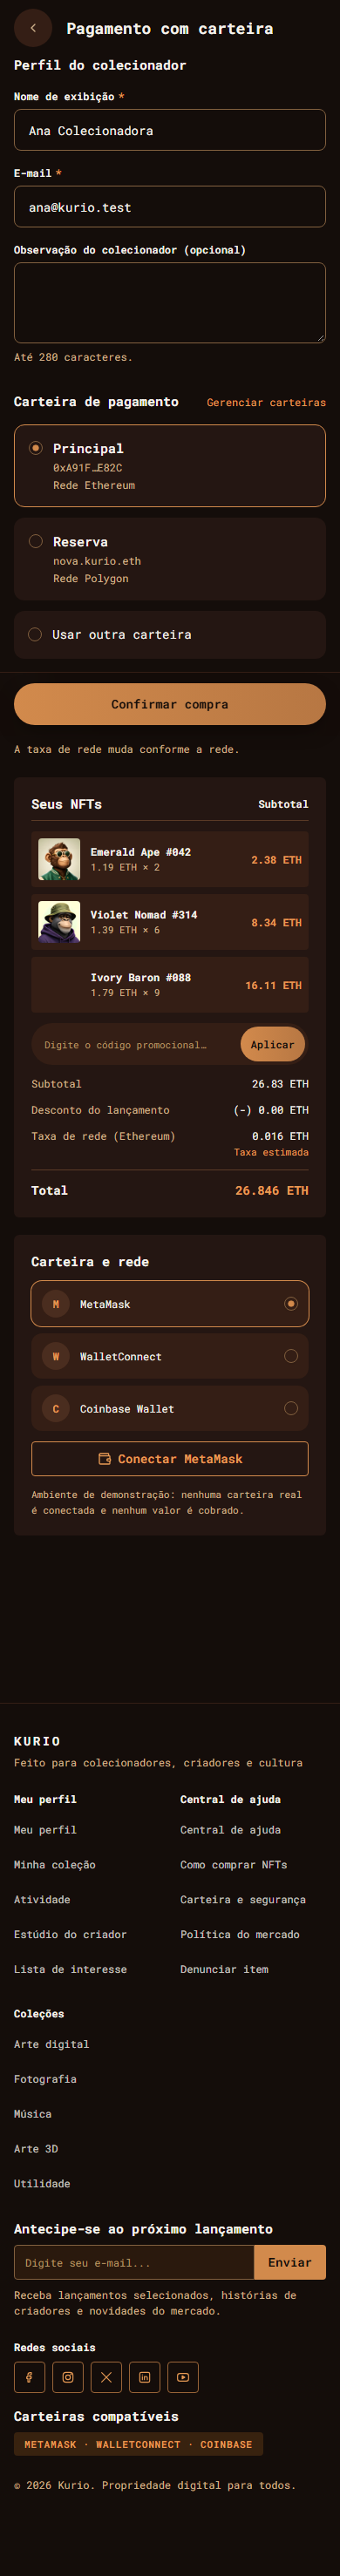 Pagamento com carteira
Perfil do colecionador
Nome de exibição *
Ana Colecionadora
E-mail *
ana@kurio.test
Observação do colecionador (opcional)
Até 280 caracteres.
Carteira de pagamento
Gerenciar carteiras
Principal
0xA91F…E82C
Rede Ethereum
Reserva
nova.kurio.eth
Rede Polygon
Usar outra carteira
Confirmar compra
A taxa de rede muda conforme a rede.
Seus NFTs
Subtotal
Emerald Ape #042
1.19 ETH × 2
2.38 ETH
Violet Nomad #314
1.39 ETH × 6
8.34 ETH
Ivory Baron #088
1.79 ETH × 9
16.11 ETH
Digite o código promocional…
Aplicar
Subtotal
26.83 ETH
Desconto do lançamento
(-) 0.00 ETH
Taxa de rede (Ethereum)
0.016 ETH
Taxa estimada
Total
26.846 ETH
Carteira e rede
M
MetaMask
W
WalletConnect
C
Coinbase Wallet
Conectar MetaMask
Ambiente de demonstração: nenhuma carteira real
é conectada e nenhum valor é cobrado.
KURIO
Feito para colecionadores, criadores e cultura
Meu perfil
Meu perfil
Minha coleção
Atividade
Estúdio do criador
Lista de interesse
Central de ajuda
Central de ajuda
Como comprar NFTs
Carteira e segurança
Política do mercado
Denunciar item
Coleções
Arte digital
Fotografia
Música
Arte 3D
Utilidade
Antecipe-se ao próximo lançamento
Digite seu e-mail...
Enviar
Receba lançamentos selecionados, histórias de
criadores e novidades do mercado.
Redes sociais
Carteiras compatíveis
METAMASK · WALLETCONNECT · COINBASE
© 2026 Kurio. Propriedade digital para todos.